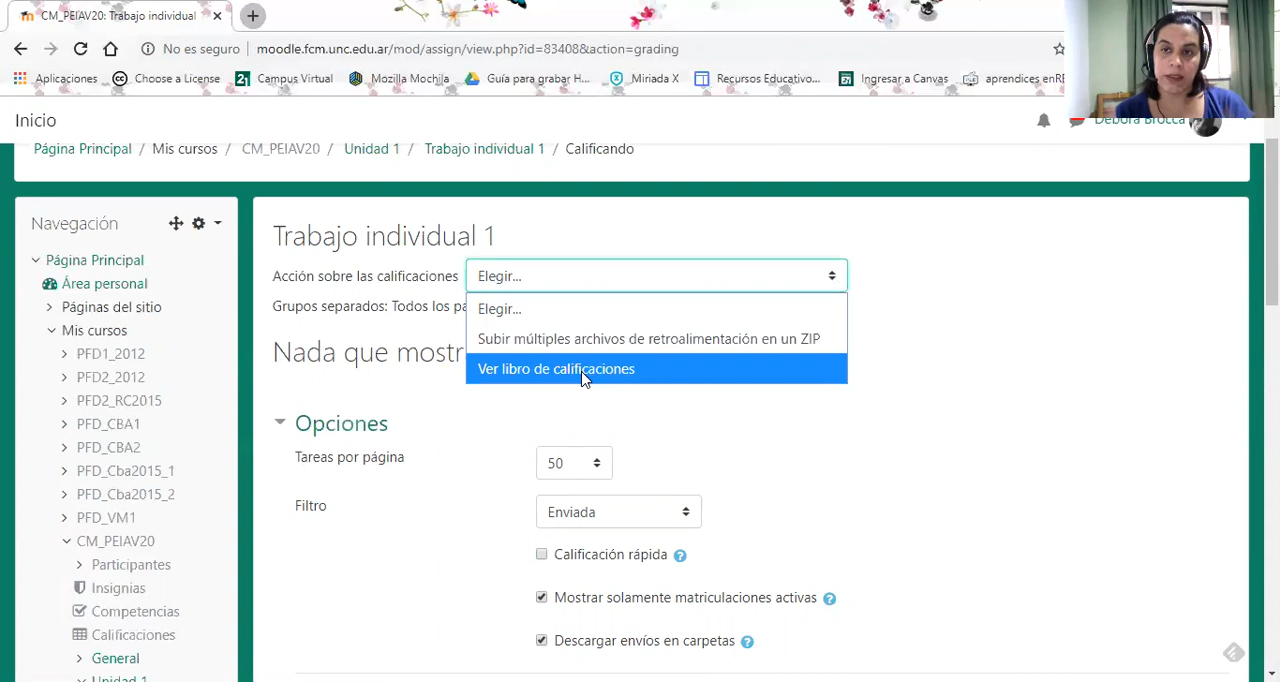 CM_PEIAV20: Trabajo individual
No es seguro
moodle.fcm.unc.edu.ar/mod/assign/view.php?id=83408&action=grading
Aplicaciones
Choose a License
Campus Virtual
Mozilla Mochila
Guía para grabar H...
Miriada X
Recursos Educativo...
Ingresar a Canvas
aprendices enRE
Inicio
Debora Brocca
Página Principal / Mis cursos / CM_PEIAV20 / Unidad 1 / Trabajo individual 1 / Calificando
Navegación
Página Principal
Área personal
Páginas del sitio
Mis cursos
PFD1_2012
PFD2_2012
PFD2_RC2015
PFD_CBA1
PFD_CBA2
PFD_Cba2015_1
PFD_Cba2015_2
PFD_VM1
CM_PEIAV20
Participantes
Insignias
Competencias
Calificaciones
General
Unidad 1
Trabajo individual 1
Acción sobre las calificaciones
Elegir...
Grupos separados: Todos los pa
Elegir...
Subir múltiples archivos de retroalimentación en un ZIP
Ver libro de calificaciones
Nada que mostr
Opciones
Tareas por página
50
Filtro
Enviada
Calificación rápida
Mostrar solamente matriculaciones activas
Descargar envíos en carpetas